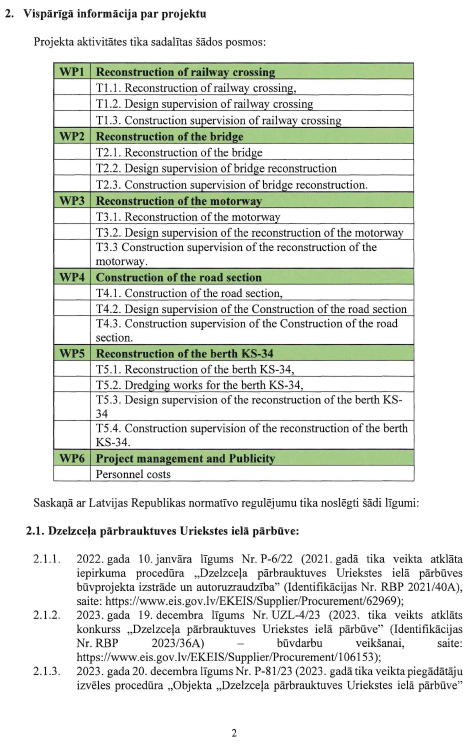 2. Vispārīgā informācija par projektu
Projekta aktivitātes tika sadalītas šādos posmos:
WP1 Reconstruction of railway crossing
T1.1. Reconstruction of railway crossing,
T1.2. Design supervision of railway crossing
T1.3. Construction supervision of railway crossing
WP2 Reconstruction of the bridge
T2.1. Reconstruction of the bridge
T2.2. Design supervision of bridge reconstruction
T2.3. Construction supervision of bridge reconstruction.
WP3 Reconstruction of the motorway
T3.1. Reconstruction of the motorway
T3.2. Design supervision of the reconstruction of the motorway
T3.3 Construction supervision of the reconstruction of the
motorway.
WP4 Construction of the road section
T4.1. Construction of the road section,
T4.2. Design supervision of the Construction of the road section
T4.3. Construction supervision of the Construction of the road
section.
WP5 Reconstruction of the berth KS-34
T5.1. Reconstruction of the berth KS-34,
T5.2. Dredging works for the berth KS-34,
T5.3. Design supervision of the reconstruction of the berth KS-
34
T5.4. Construction supervision of the reconstruction of the berth
KS-34.
WP6 Project management and Publicity
Personnel costs
Saskaņā ar Latvijas Republikas normatīvo regulējumu tika noslēgti šādi līgumi:
2.1. Dzelzceļa pārbrauktuves Uriekstes ielā pārbūve:
2.1.1. 2022. gada 10. janvāra līgums Nr. P-6/22 (2021. gadā tika veikta atklāta
iepirkuma procedūra „Dzelzceļa pārbrauktuves Uriekstes ielā pārbūves
būvprojekta izstrāde un autoruzraudzība” (Identifikācijas Nr. RBP 2021/40A),
saite: https://www.eis.gov.lv/EKEIS/Supplier/Procurement/62969);
2.1.2. 2023. gada 19. decembra līgums Nr. UZL-4/23 (2023. tika veikts atklāts
konkurss „Dzelzceļa pārbrauktuves Uriekstes ielā pārbūve” (Identifikācijas
Nr. RBP 2023/36A) – būvdarbu veikšanai, saite:
https://www.eis.gov.lv/EKEIS/Supplier/Procurement/106153);
2.1.3. 2023. gada 20. decembra līgums Nr. P-81/23 (2023. gadā tika veikta piegādātāju
izvēles procedūra „Objekta „Dzelzceļa pārbrauktuves Uriekstes ielā pārbūve”
2